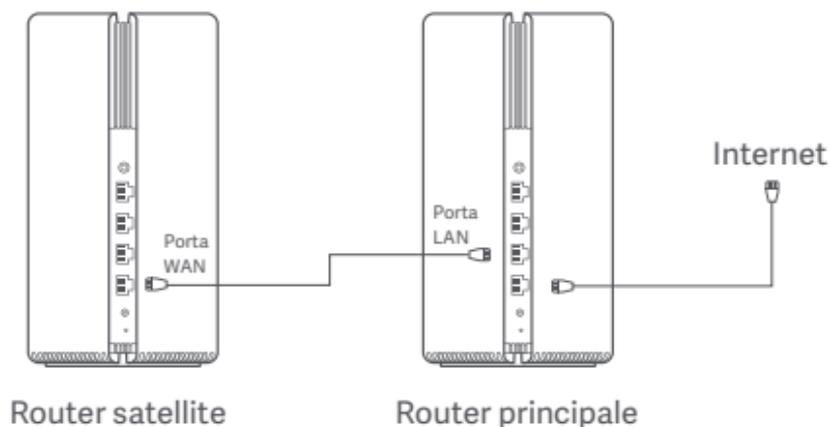 Internet
Porta
LAN
Porta
WAN
Router satellite
Router principale